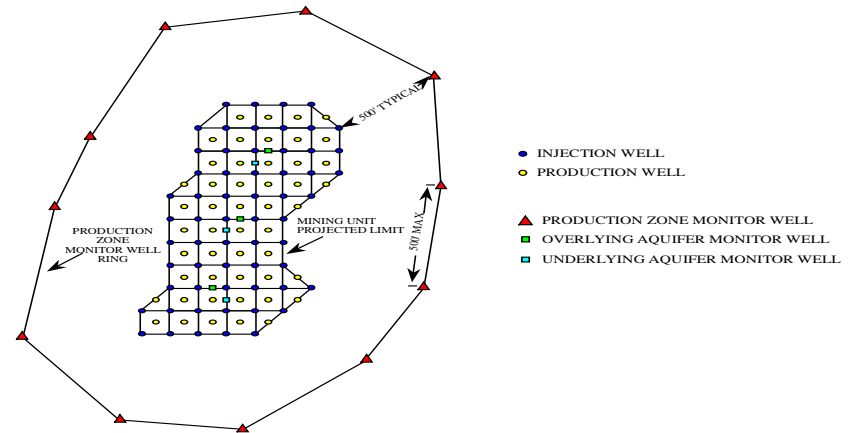 500' TYPICAL
INJECTION WELL
PRODUCTION WELL
PRODUCTION ZONE MONITOR WELL
OVERLYING AQUIFER MONITOR WELL
UNDERLYING AQUIFER MONITOR WELL
500' MAX
MINING UNIT
PROJECTED LIMIT
PRODUCTION
ZONE
MONITOR WELL
RING